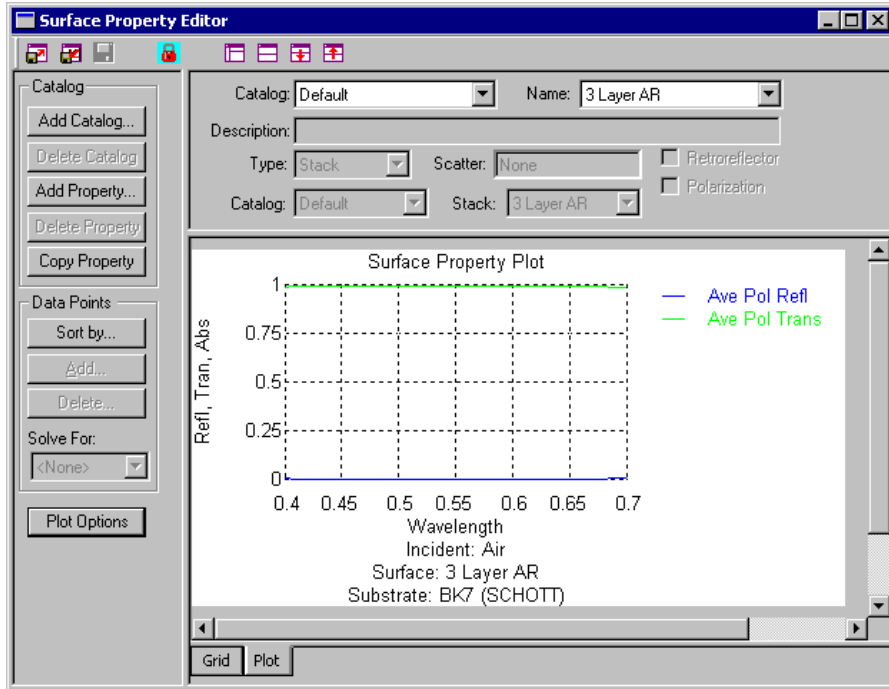 Surface Property Editor
Catalog
Add Catalog...
Delete Catalog
Add Property...
Delete Property
Copy Property
Data Points
Sort by...
Add...
Delete...
Solve For:
<None>
Plot Options
Catalog: Default Name: 3 Layer AR
Description:
Type: Stack Scatter: None Retroreflector
Polarization
Catalog: Default Stack: 3 Layer AR
Surface Property Plot
Ave Pol Refl
Ave Pol Trans
Refl, Tran, Abs
1
0.75
0.5
0.25
0
0.4 0.45 0.5 0.55 0.6 0.65 0.7
Wavelength
Incident: Air
Surface: 3 Layer AR
Substrate: BK7 (SCHOTT)
Grid Plot